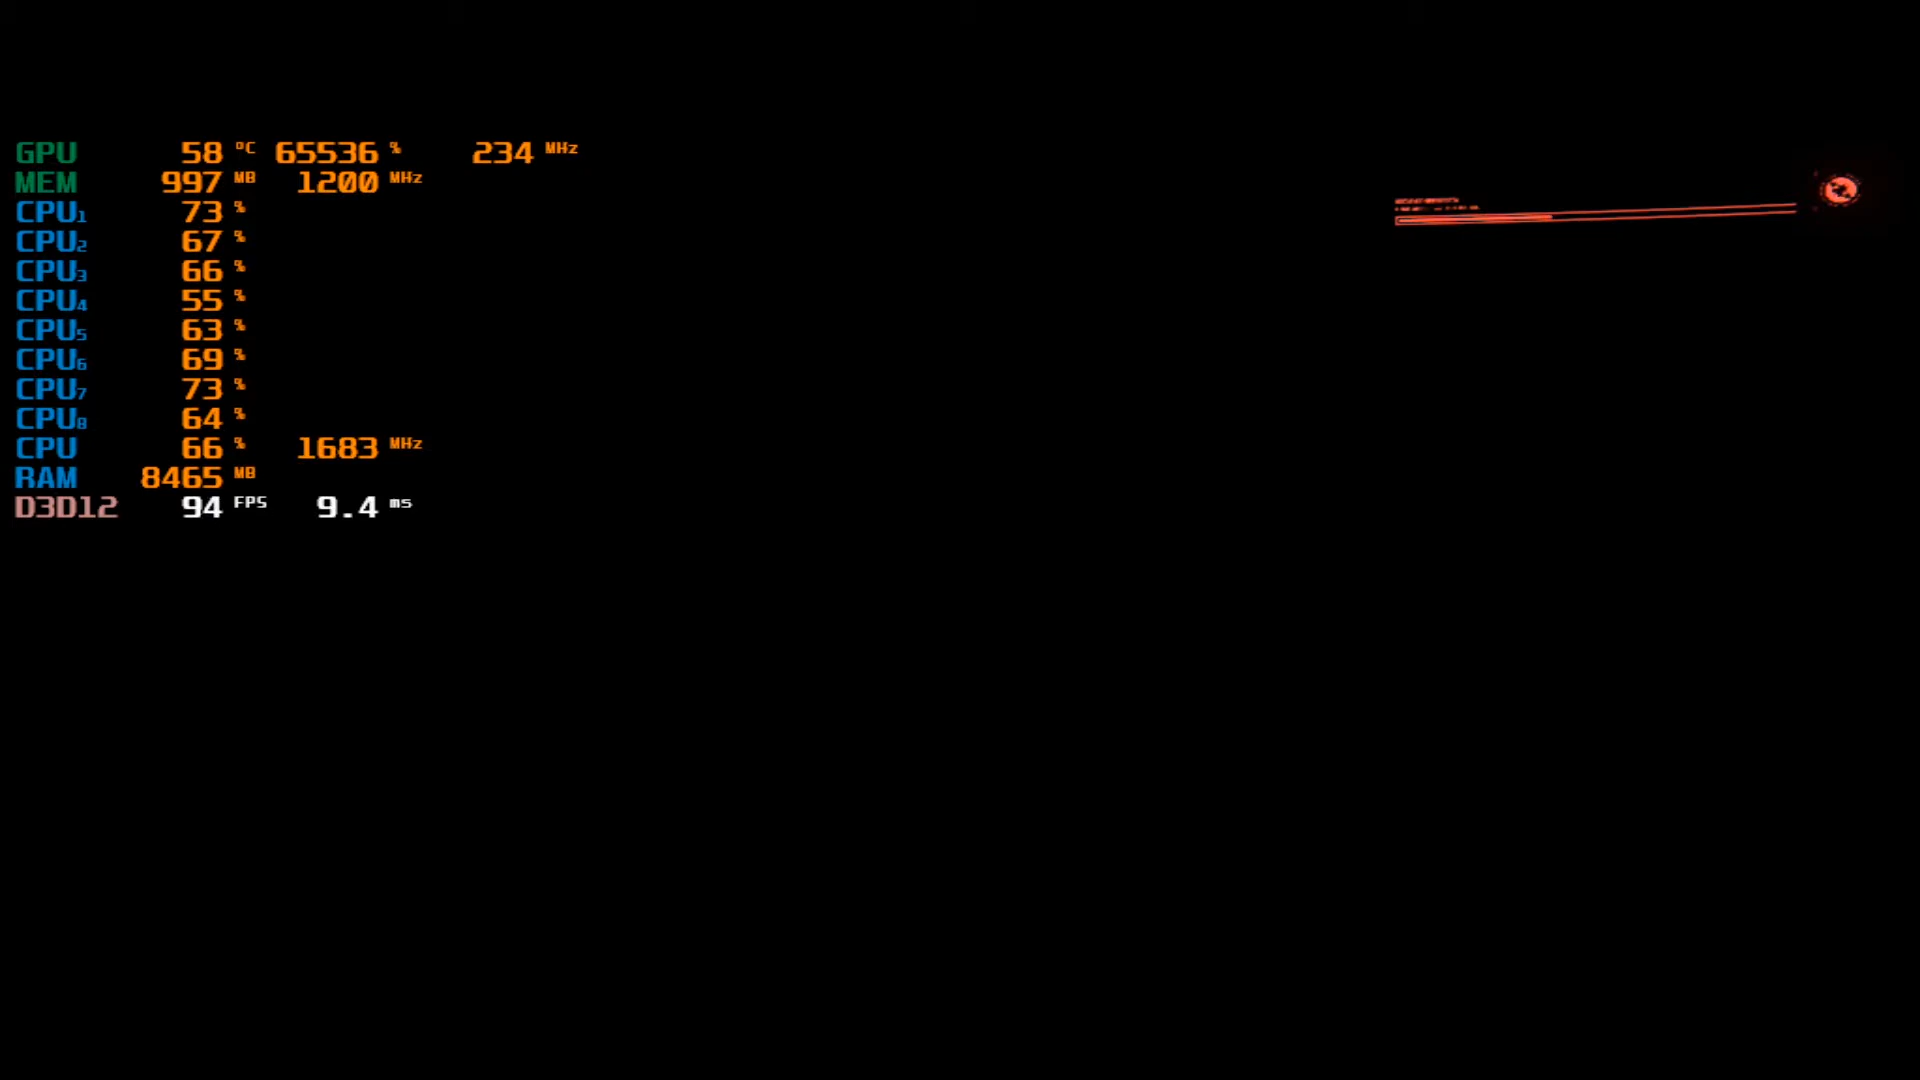 GPU 58 °C 65536 % 234 MHz
MEM 997 MB 1200 MHz
CPU1 73 %
CPU2 67 %
CPU3 66 %
CPU4 55 %
CPU5 63 %
CPU6 69 %
CPU7 73 %
CPU8 64 %
CPU 66 % 1683 MHz
RAM 8465 MB
D3D12 94 FPS 9.4 ms